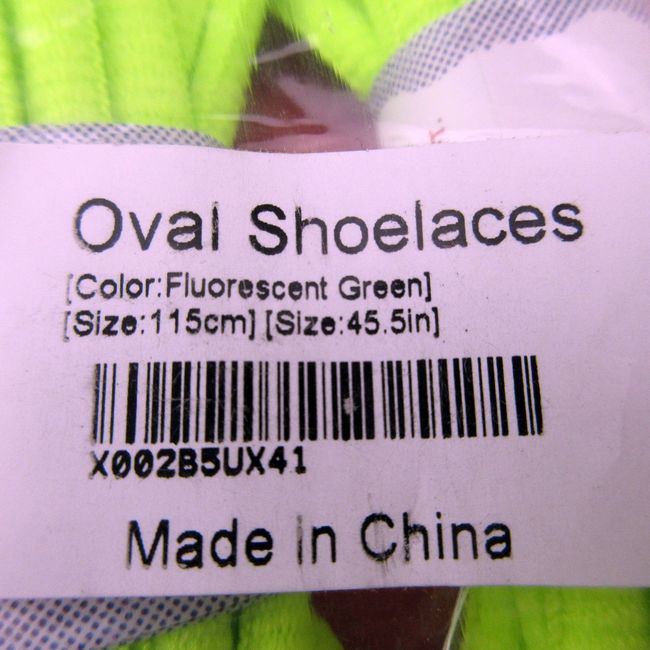 Oval Shoelaces
[Color:Fluorescent Green]
[Size:115cm] [Size:45.5in]
X002B5UX41
Made in China